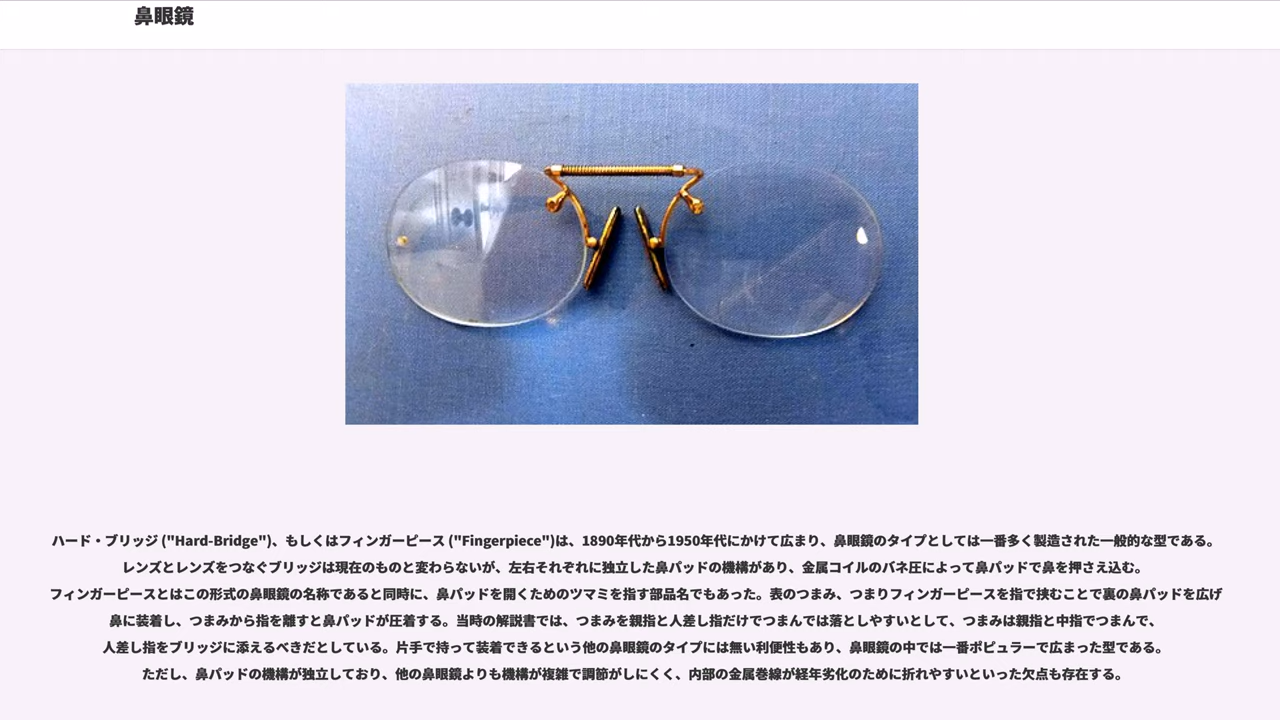 鼻眼鏡
ハード・ブリッジ ("Hard-Bridge")、もしくはフィンガーピース ("Fingerpiece")は、1890年代から1950年代にかけて広まり、鼻眼鏡のタイプとしては一番多く製造された一般的な型である。
レンズとレンズをつなぐブリッジは現在のものと変わらないが、左右それぞれに独立した鼻パッドの機構があり、金属コイルのバネ圧によって鼻パッドで鼻を押さえ込む。
フィンガーピースとはこの形式の鼻眼鏡の名称であると同時に、鼻パッドを開くためのツマミを指す部品名でもあった。表のつまみ、つまりフィンガーピースを指で挟むことで裏の鼻パッドを広げ
鼻に装着し、つまみから指を離すと鼻パッドが圧着する。当時の解説書では、つまみを親指と人差し指だけでつまんでは落としやすいとして、つまみは親指と中指でつまんで、
人差し指をブリッジに添えるべきだとしている。片手で持って装着できるという他の鼻眼鏡のタイプには無い利便性もあり、鼻眼鏡の中では一番ポピュラーで広まった型である。
ただし、鼻パッドの機構が独立しており、他の鼻眼鏡よりも機構が複雑で調節がしにくく、内部の金属巻線が経年劣化のために折れやすいといった欠点も存在する。